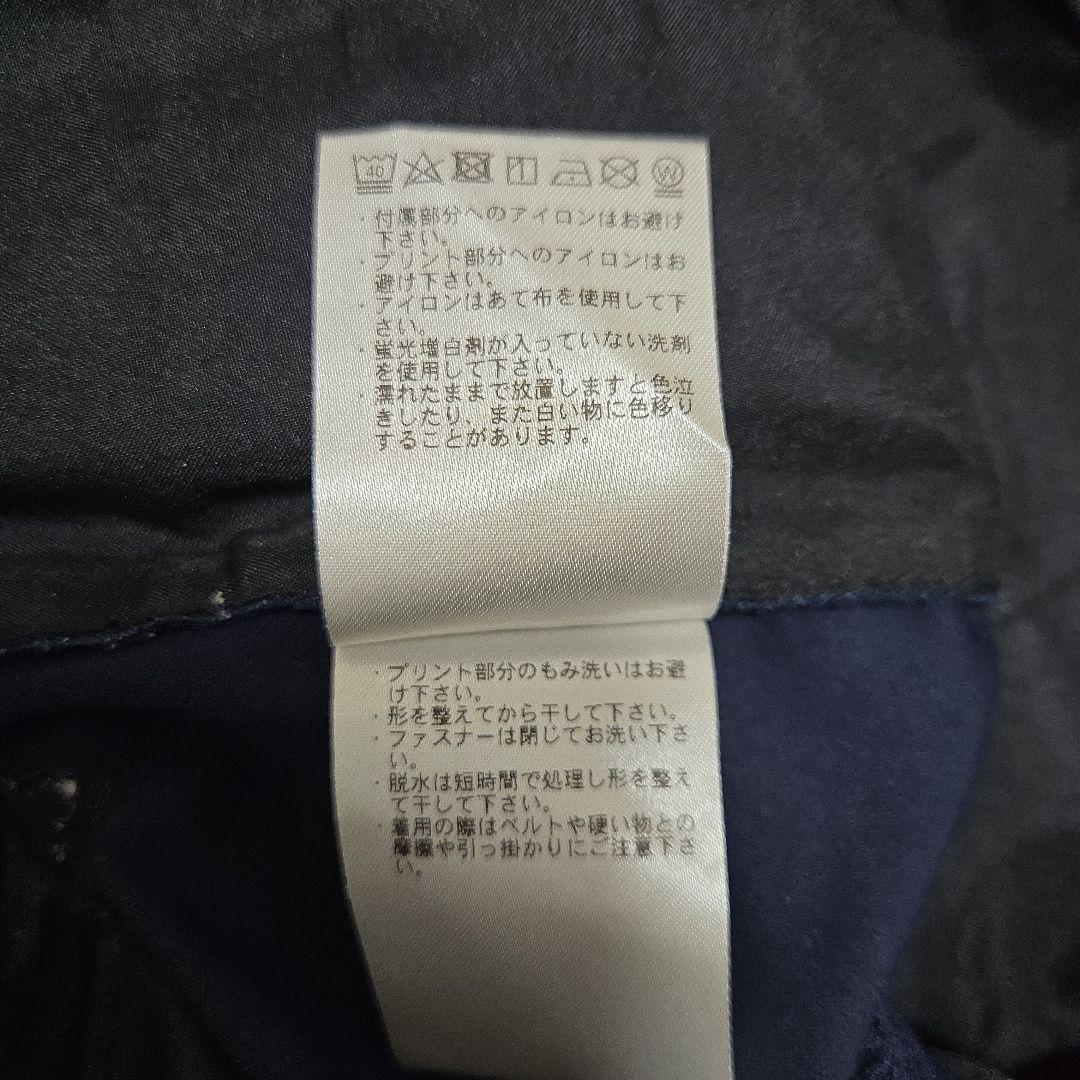 40 W
・付属部分へのアイロンはお避け
下さい。
・プリント部分へのアイロンはお
避け下さい。
・アイロンはあて布を使用して下
さい。
・蛍光増白剤が入っていない洗剤
を使用して下さい。
・濡れたままで放置しますと色泣
きしたり、また白い物に色移り
することがあります。
・プリント部分のもみ洗いはお避
け下さい。
・形を整えてから干して下さい。
・ファスナーは閉じてお洗い下さ
い。
・脱水は短時間で処理し形を整え
て干して下さい。
・着用の際はベルトや硬い物との
摩擦や引っ掛かりにご注意下さ
い。